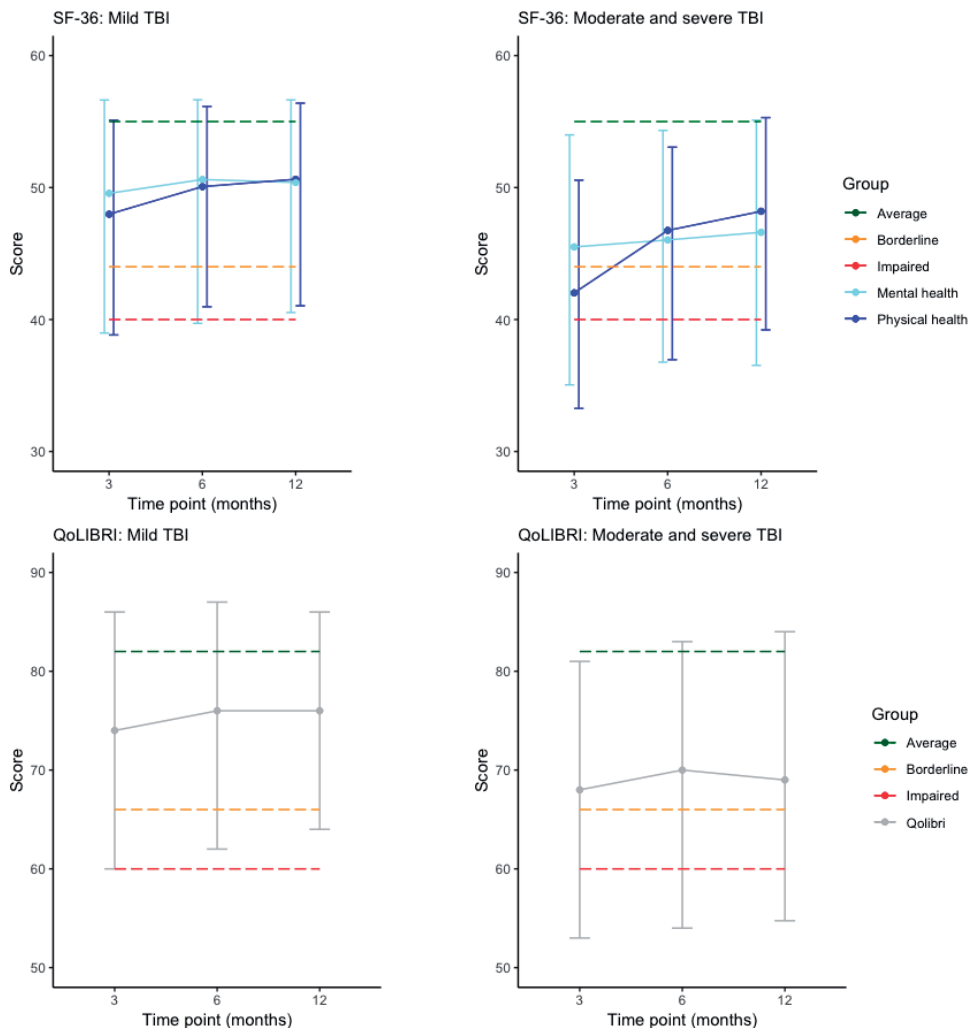 SF-36: Mild TBI
60
50
40
30
Score
3 6 12
Time point (months)
SF-36: Moderate and severe TBI
60
50
40
30
Score
3 6 12
Time point (months)
Group
Average
Borderline
Impaired
Mental health
Physical health
QoLIBRI: Mild TBI
90
80
70
60
50
Score
3 6 12
Time point (months)
QoLIBRI: Moderate and severe TBI
90
80
70
60
50
Score
3 6 12
Time point (months)
Group
Average
Borderline
Impaired
Qolibri